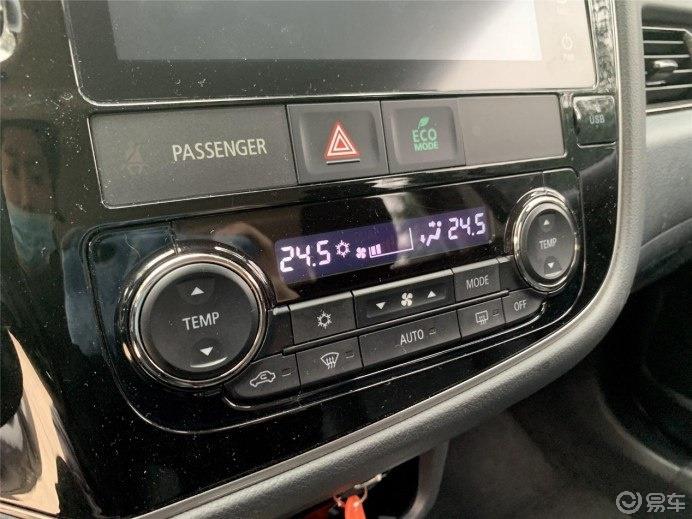 PASSENGER
ECO
MODE
USB
24.5
24.5
TEMP
TEMP
MODE
AUTO
OFF
易车